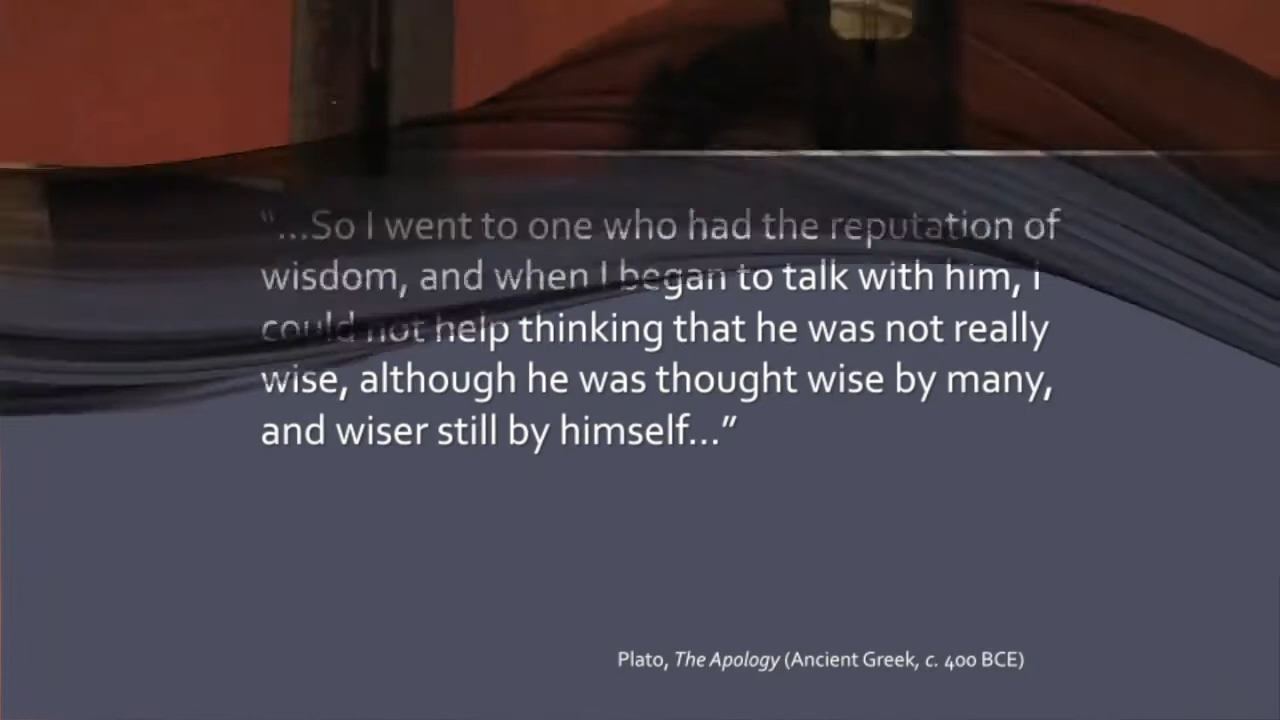 “...So I went to one who had the reputation of
wisdom, and when I began to talk with him, I
could not help thinking that he was not really
wise, although he was thought wise by many,
and wiser still by himself...”
Plato, The Apology (Ancient Greek, c. 400 BCE)